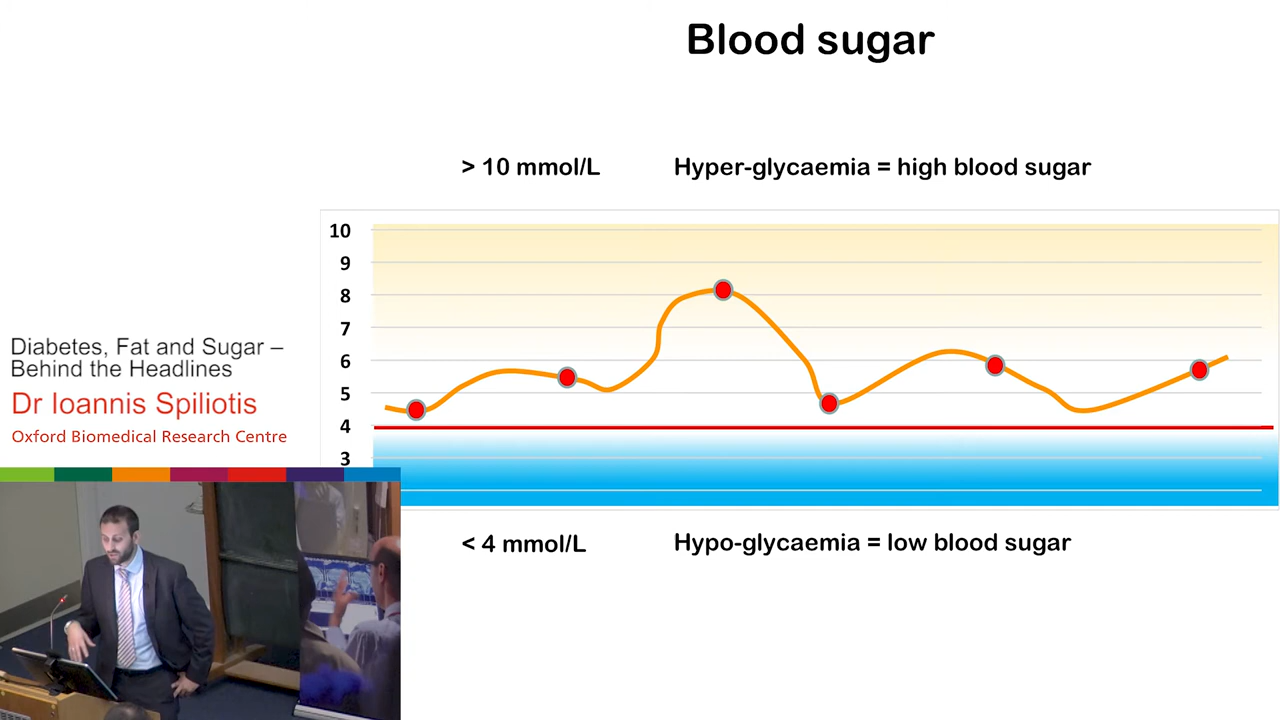 Blood sugar
> 10 mmol/L
Hyper-glycaemia = high blood sugar
10
9
8
7
6
5
4
3
Diabetes, Fat and Sugar –
Behind the Headlines
Dr Ioannis Spiliotis
Oxford Biomedical Research Centre
< 4 mmol/L
Hypo-glycaemia = low blood sugar